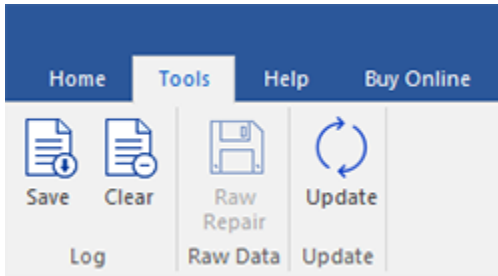 Home Tools Help Buy Online
Save Clear Raw Update
Repair
Log Raw Data Update